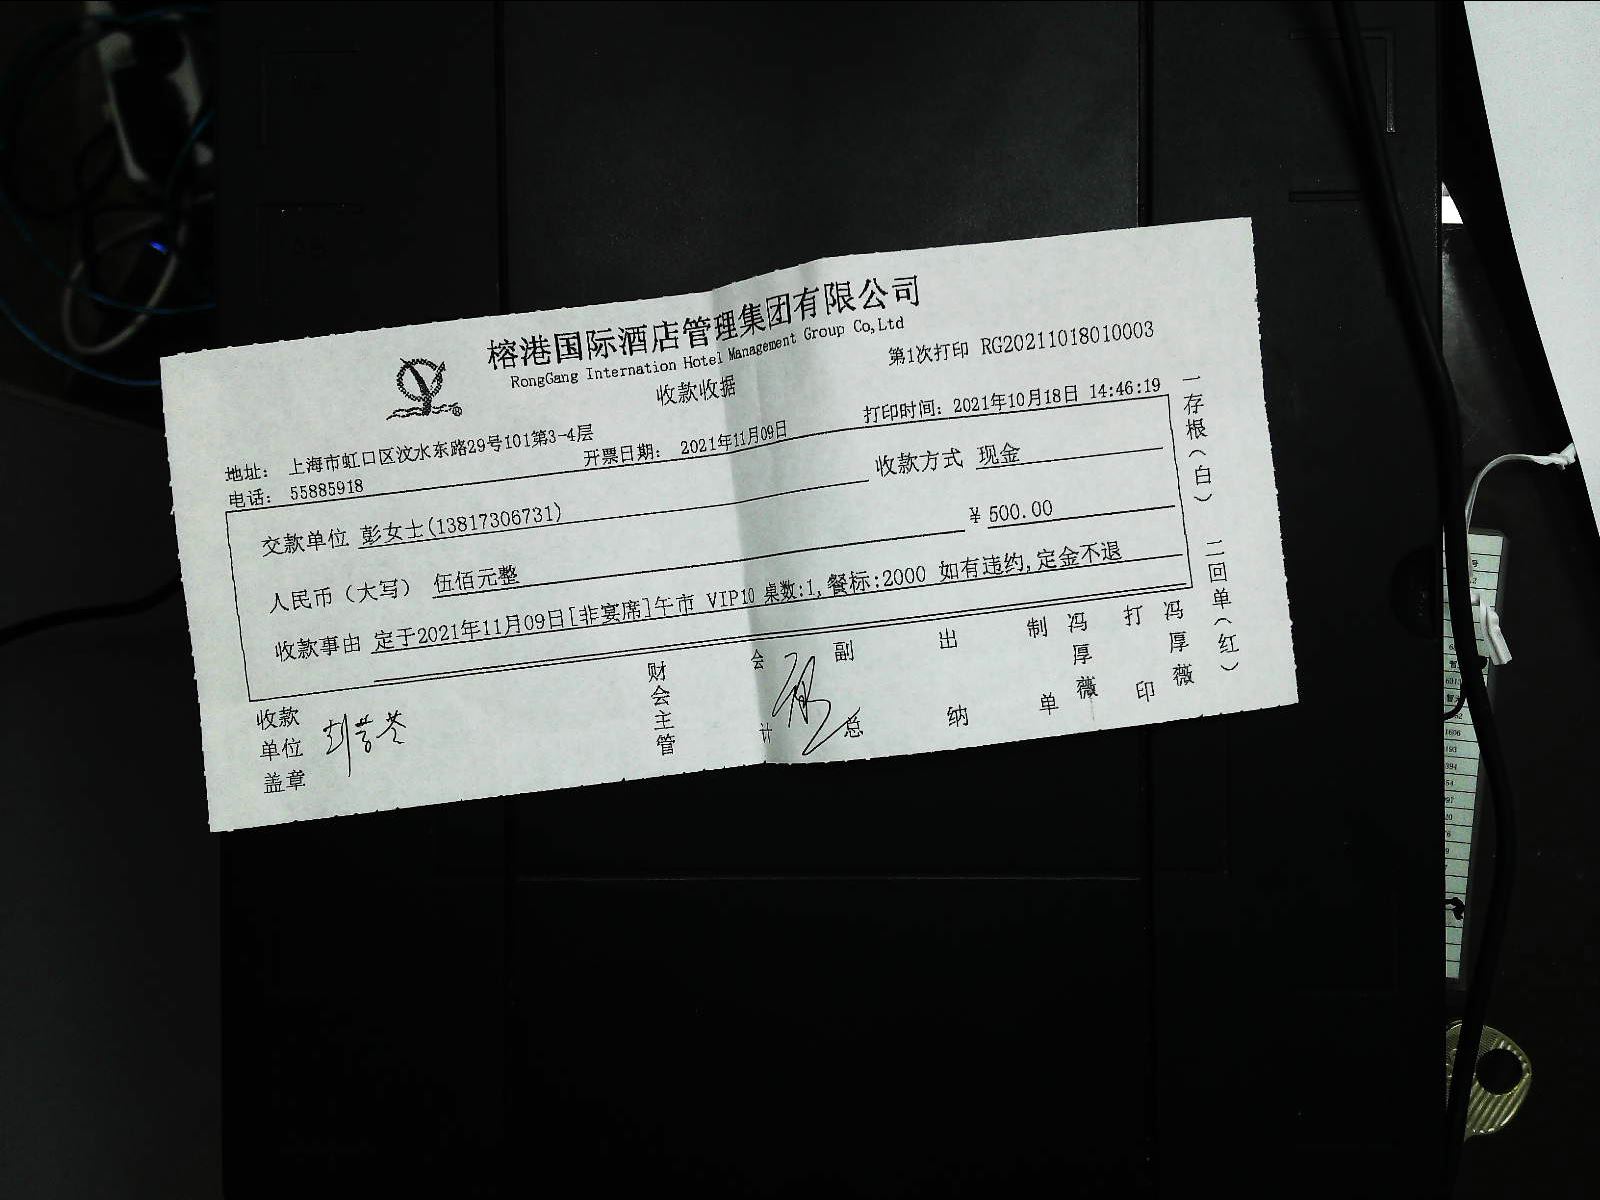 榕港国际酒店管理集团有限公司
RongGang Internation Hotel Management Group Co,Ltd
收款收据
第1次打印 RG20211018010003
地址： 上海市虹口区汶水东路29号101第3-4层
电话： 55885918
开票日期： 2021年11月09日
打印时间：2021年10月18日 14:46:19
交款单位 彭女士(13817306731)
收款方式 现金
人民币（大写） 伍佰元整
￥500.00
收款事由 定于2021年11月09日[非宴席]午市 VIP10 桌数:1,餐标:2000 如有违约,定金不退
收款单位盖章
财会主管
会计
副总
出纳
制单
冯厚薇
打印
冯厚薇
一存根（白）
二回单（红）